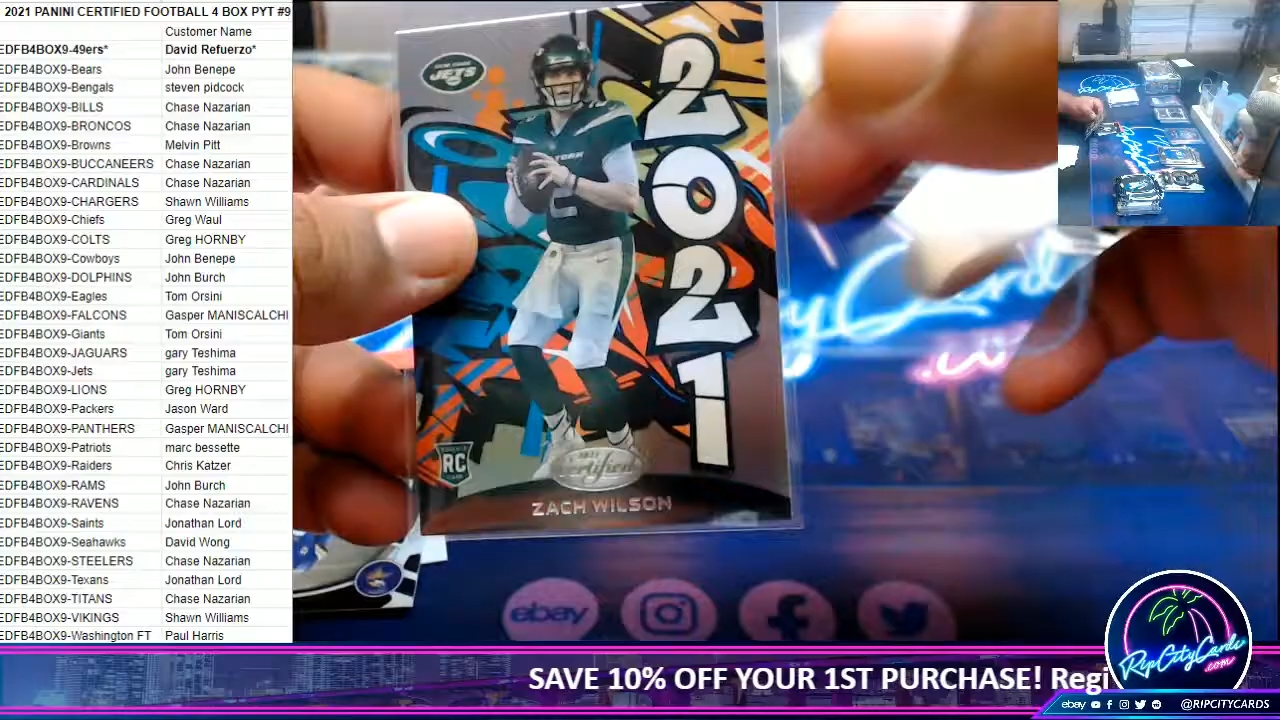 2021 PANINI CERTIFIED FOOTBALL 4 BOX PYT #9
Customer Name
EDFB4BOX9-49ers* David Refuerzo*
EDFB4BOX9-Bears John Benepe
EDFB4BOX9-Bengals steven pidcock
EDFB4BOX9-BILLS Chase Nazarian
EDFB4BOX9-BRONCOS Chase Nazarian
EDFB4BOX9-Browns Melvin Pitt
EDFB4BOX9-BUCCANEERS Chase Nazarian
EDFB4BOX9-CARDINALS Chase Nazarian
EDFB4BOX9-CHARGERS Shawn Williams
EDFB4BOX9-Chiefs Greg Waul
EDFB4BOX9-COLTS Greg HORNBY
EDFB4BOX9-Cowboys John Benepe
EDFB4BOX9-DOLPHINS John Burch
EDFB4BOX9-Eagles Tom Orsini
EDFB4BOX9-FALCONS Gasper MANISCALCHI
EDFB4BOX9-Giants Tom Orsini
EDFB4BOX9-JAGUARS gary Teshima
EDFB4BOX9-Jets gary Teshima
EDFB4BOX9-LIONS Greg HORNBY
EDFB4BOX9-Packers Jason Ward
EDFB4BOX9-PANTHERS Gasper MANISCALCHI
EDFB4BOX9-Patriots marc bessette
EDFB4BOX9-Raiders Chris Katzer
EDFB4BOX9-RAMS John Burch
EDFB4BOX9-RAVENS Chase Nazarian
EDFB4BOX9-Saints Jonathan Lord
EDFB4BOX9-Seahawks David Wong
EDFB4BOX9-STEELERS Chase Nazarian
EDFB4BOX9-Texans Jonathan Lord
EDFB4BOX9-TITANS Chase Nazarian
EDFB4BOX9-VIKINGS Shawn Williams
EDFB4BOX9-Washington FT Paul Harris
JETS
2021
2
RC
Certified
ZACH WILSON
ebay
SAVE 10% OFF YOUR 1ST PURCHASE! Regi
RipCityCards
.com
ebay @RIPCITYCARDS